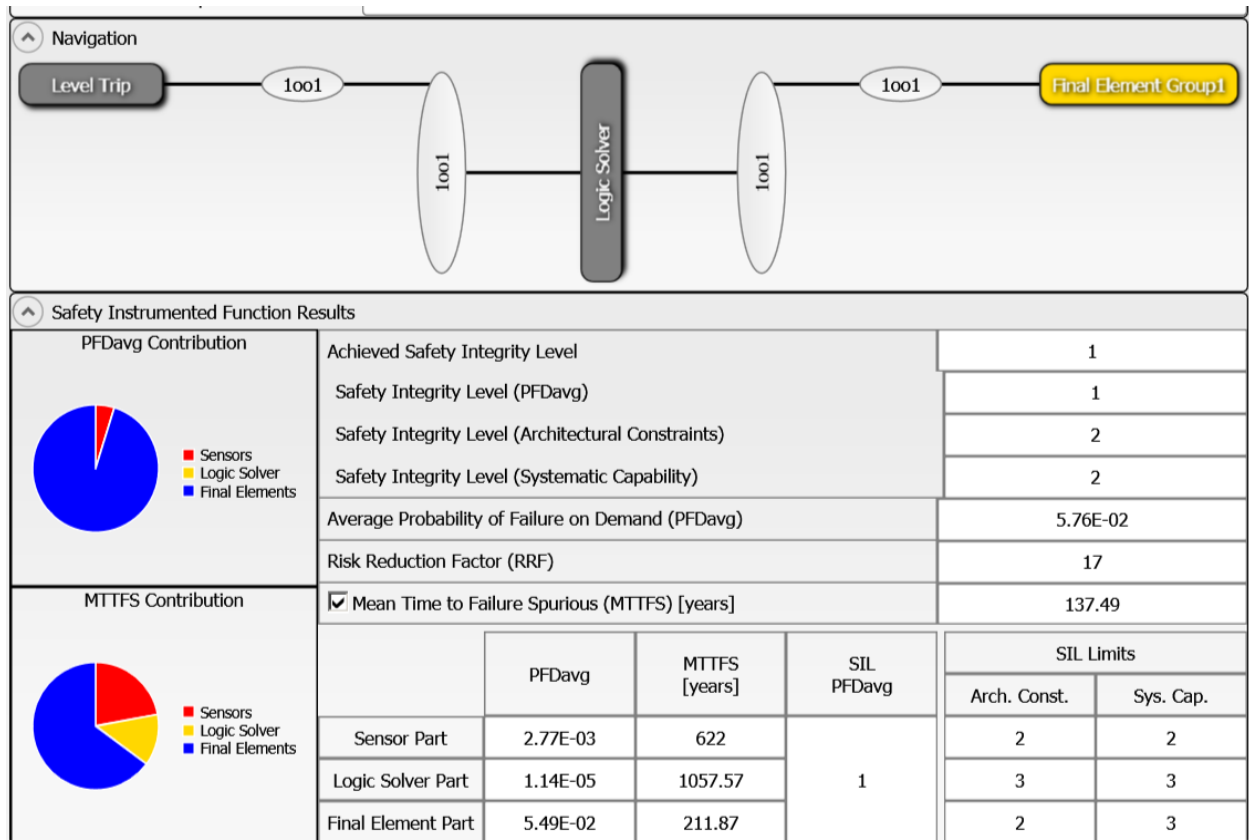 Navigation
Level Trip
1oo1
1oo1
Logic Solver
1oo1
1oo1
Final Element Group1
Safety Instrumented Function Results
PFDavg Contribution
Sensors
Logic Solver
Final Elements
Achieved Safety Integrity Level 1
Safety Integrity Level (PFDavg) 1
Safety Integrity Level (Architectural Constraints) 2
Safety Integrity Level (Systematic Capability) 2
Average Probability of Failure on Demand (PFDavg) 5.76E-02
Risk Reduction Factor (RRF) 17
MTTFS Contribution
Sensors
Logic Solver
Final Elements
Mean Time to Failure Spurious (MTTFS) [years] 137.49
PFDavg
MTTFS
[years]
SIL
PFDavg
SIL Limits
Arch. Const. Sys. Cap.
Sensor Part 2.77E-03 622 2 2
Logic Solver Part 1.14E-05 1057.57 1 3 3
Final Element Part 5.49E-02 211.87 2 3